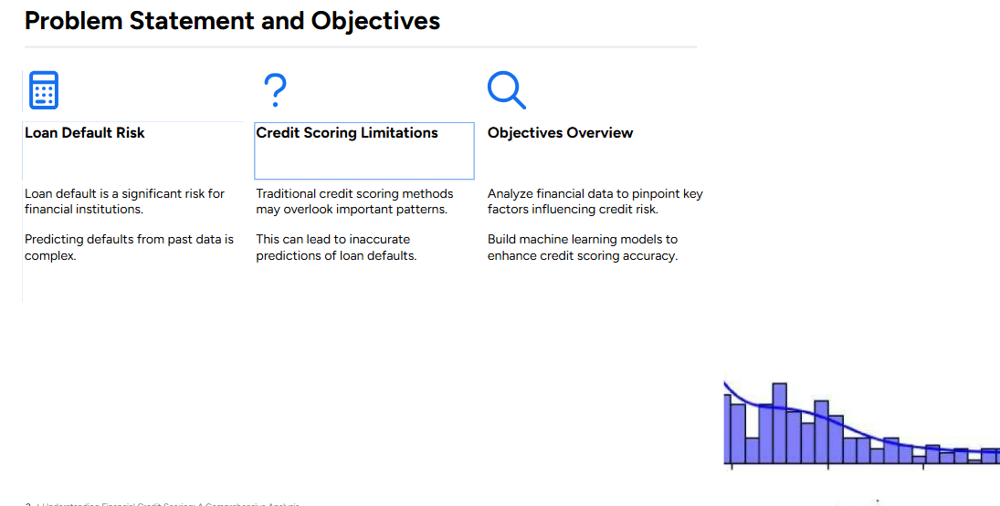 Problem Statement and Objectives
Loan Default Risk
Loan default is a significant risk for
financial institutions.
Predicting defaults from past data is
complex.
Credit Scoring Limitations
Traditional credit scoring methods
may overlook important patterns.
This can lead to inaccurate
predictions of loan defaults.
Objectives Overview
Analyze financial data to pinpoint key
factors influencing credit risk.
Build machine learning models to
enhance credit scoring accuracy.
Understanding Financial Credit Scoring: A Comprehensive Analysis